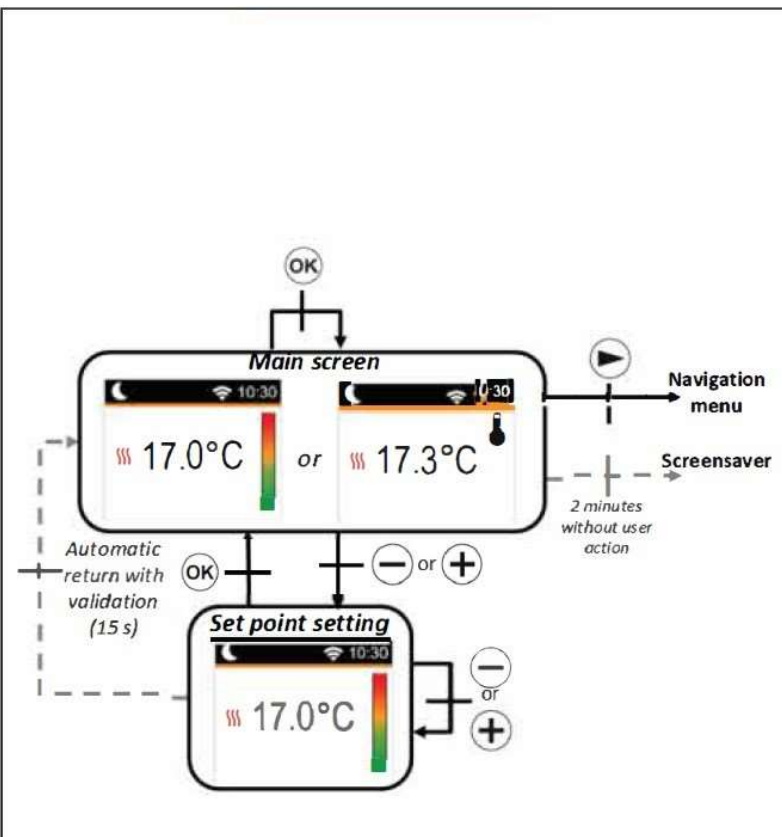 OK
Main screen
10:30
17.0°C
or
:30
17.3°C
Navigation
menu
Screensaver
2 minutes
without user
action
Automatic
return with
validation
(15 s)
OK
or
Set point setting
10:30
17.0°C
or